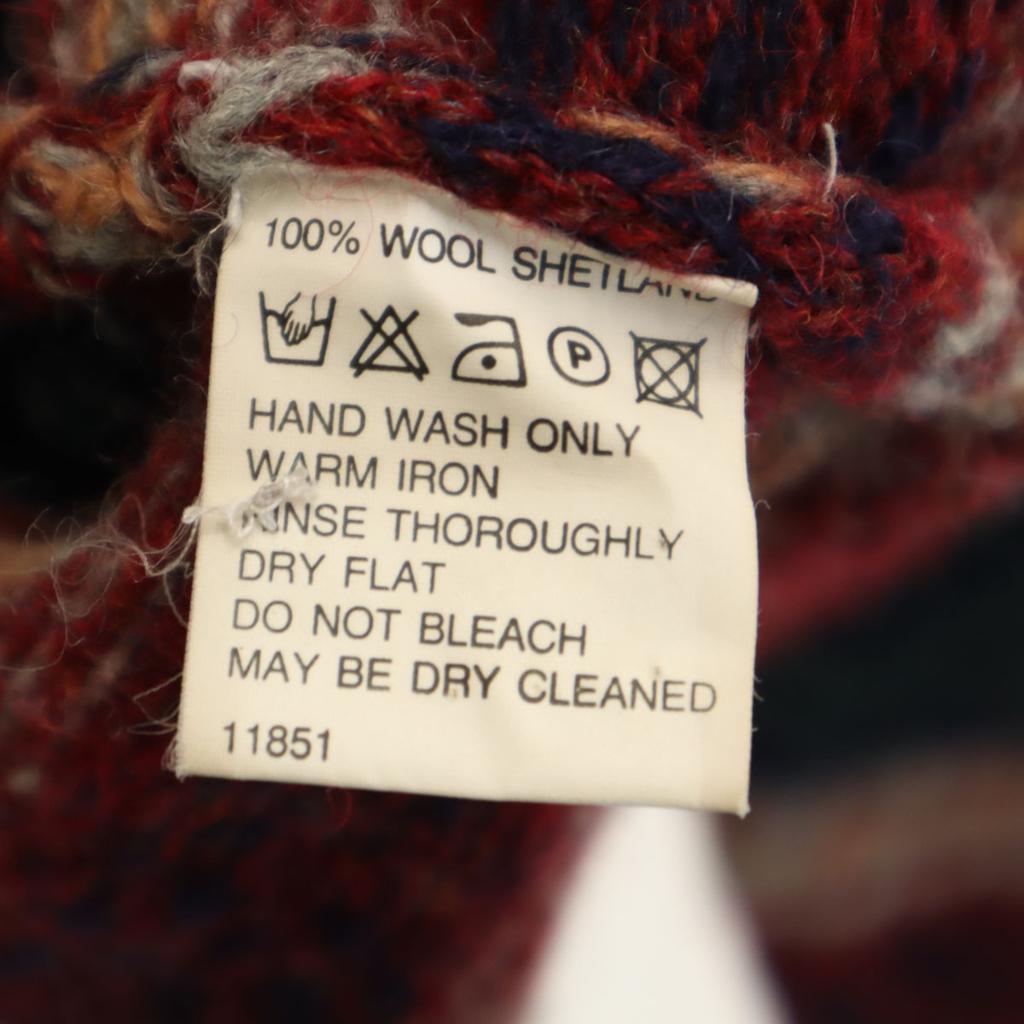 100% WOOL SHETLAND
P
HAND WASH ONLY
WARM IRON
RINSE THOROUGHLY
DRY FLAT
DO NOT BLEACH
MAY BE DRY CLEANED
11851